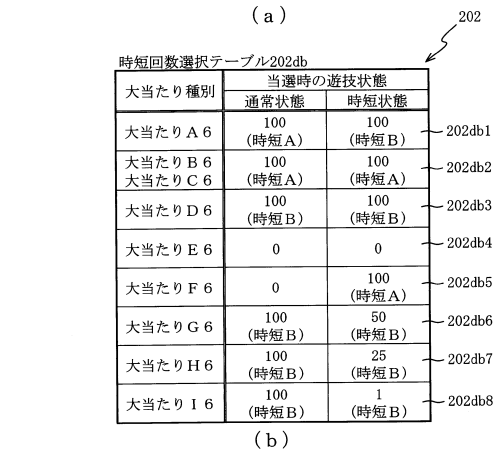 (a)
202
時短回数選択テーブル202db
大当たり種別 当選時の遊技状態
通常状態 時短状態
大当たりA6 100 100 202db1
(時短A) (時短B)
大当たりB6 100 100 202db2
大当たりC6 (時短A) (時短A)
大当たりD6 100 100 202db3
(時短B) (時短B)
大当たりE6 0 0 202db4
大当たりF6 0 100 202db5
(時短A)
大当たりG6 100 50 202db6
(時短B) (時短B)
大当たりH6 100 25 202db7
(時短B) (時短B)
大当たりI6 100 1 202db8
(時短B) (時短B)
(b)